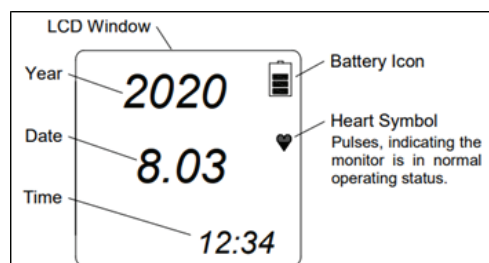 LCD Window
Year
2020
Battery Icon
Date
8.03
Heart Symbol
Pulses, indicating the
monitor is in normal
operating status.
Time
12:34